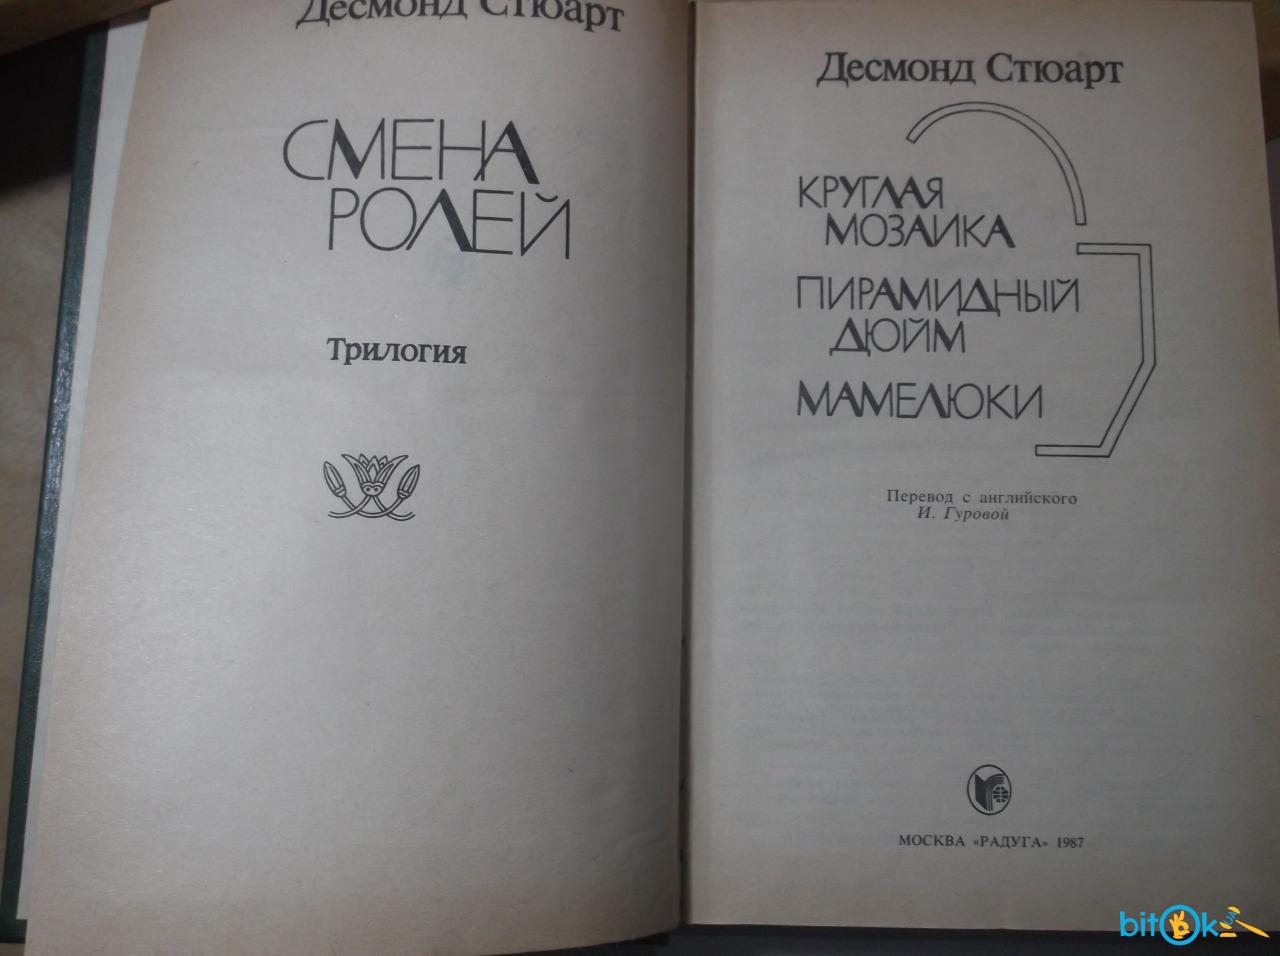 Десмонд Стюарт
СМЕНА
РОЛЕЙ
Трилогия
Десмонд Стюарт
КРУГЛАЯ
МОЗАИКА
ПИРАМИДНЫЙ
ДЮЙМ
МАМЕЛЮКИ
Перевод с английского
И. Гуровой
МОСКВА «РАДУГА» 1987
bitOk UA